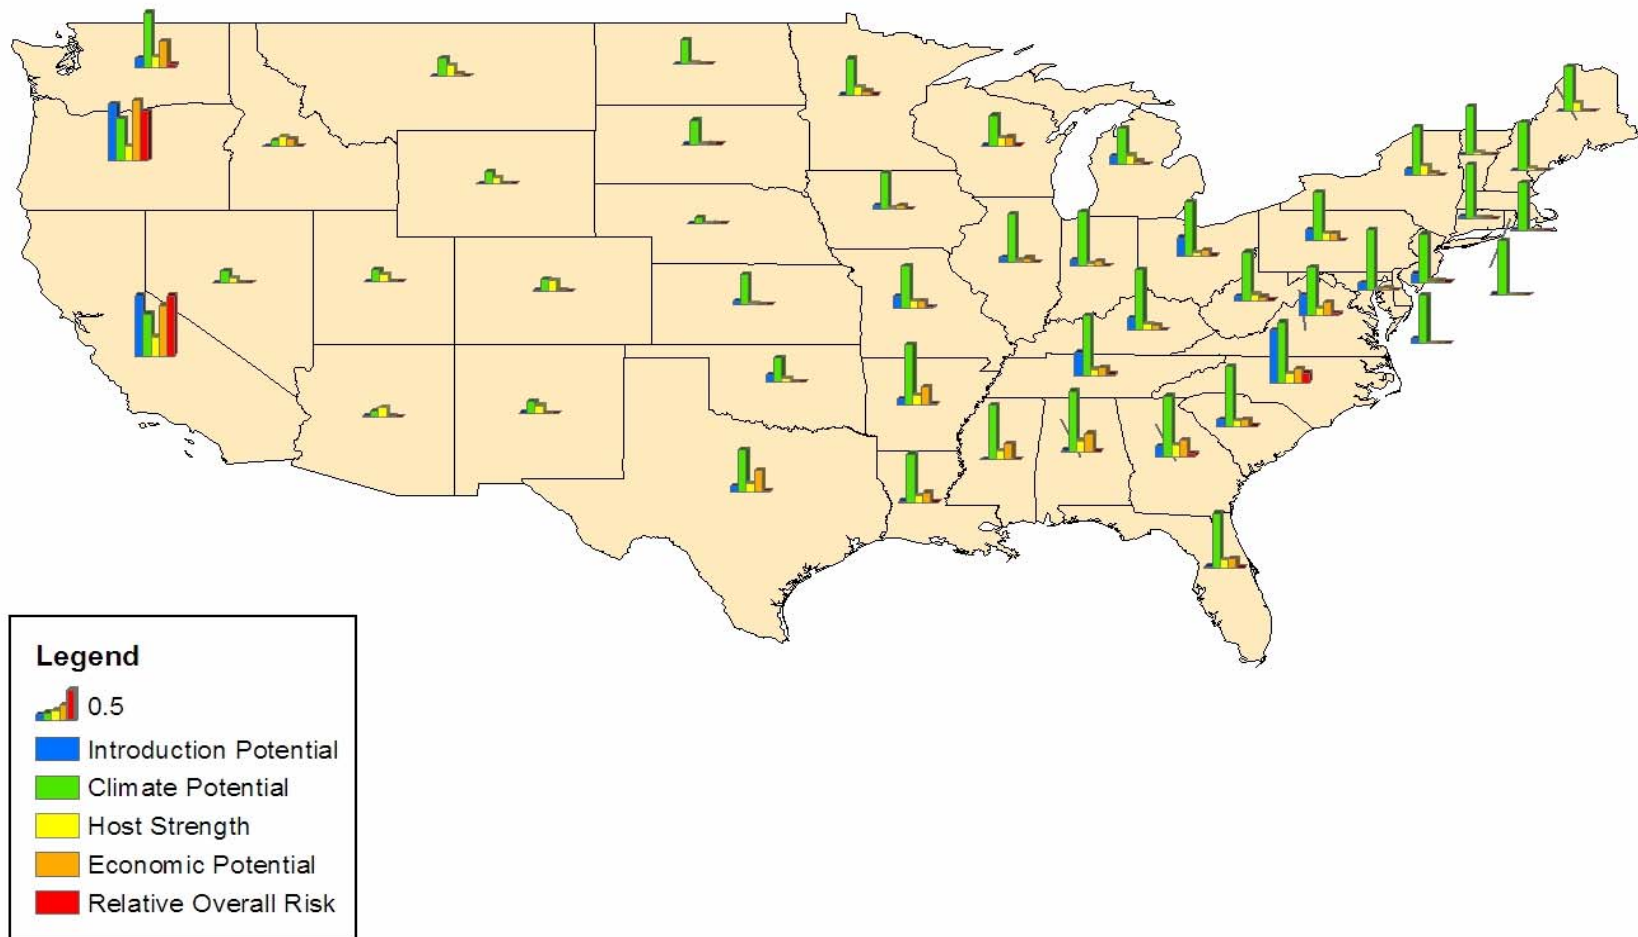 Legend
0.5
Introduction Potential
Climate Potential
Host Strength
Economic Potential
Relative Overall Risk